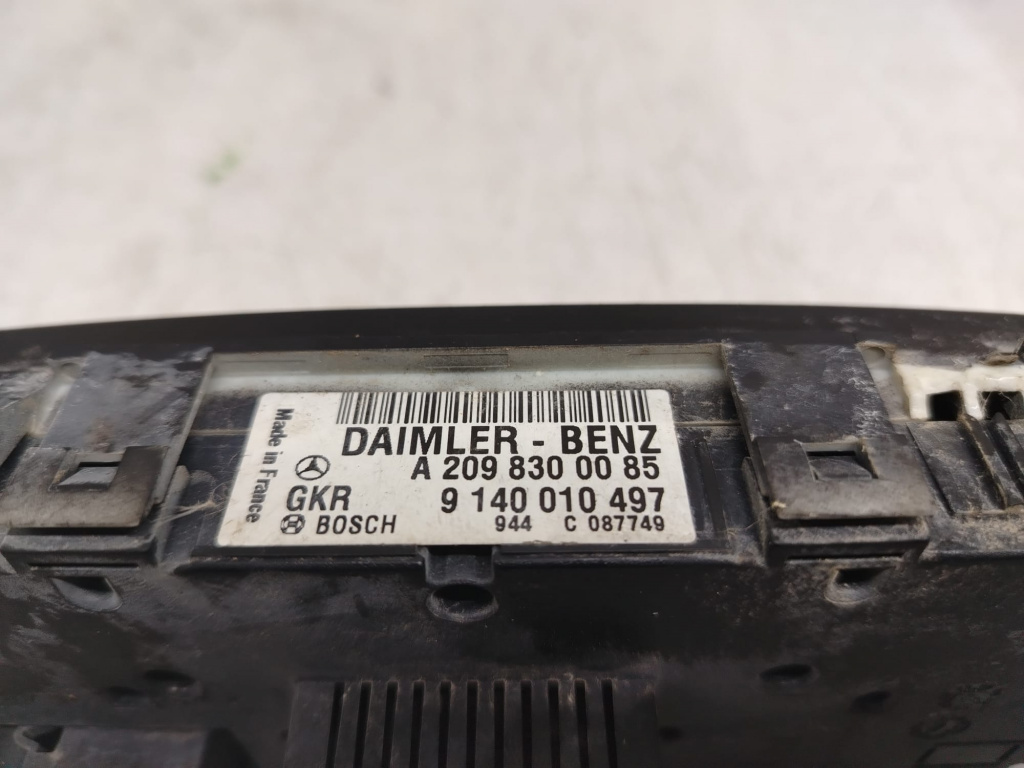 Made in France
DAIMLER - BENZ
A 209 830 00 85
GKR 9 140 010 497
BOSCH 944 C 087749